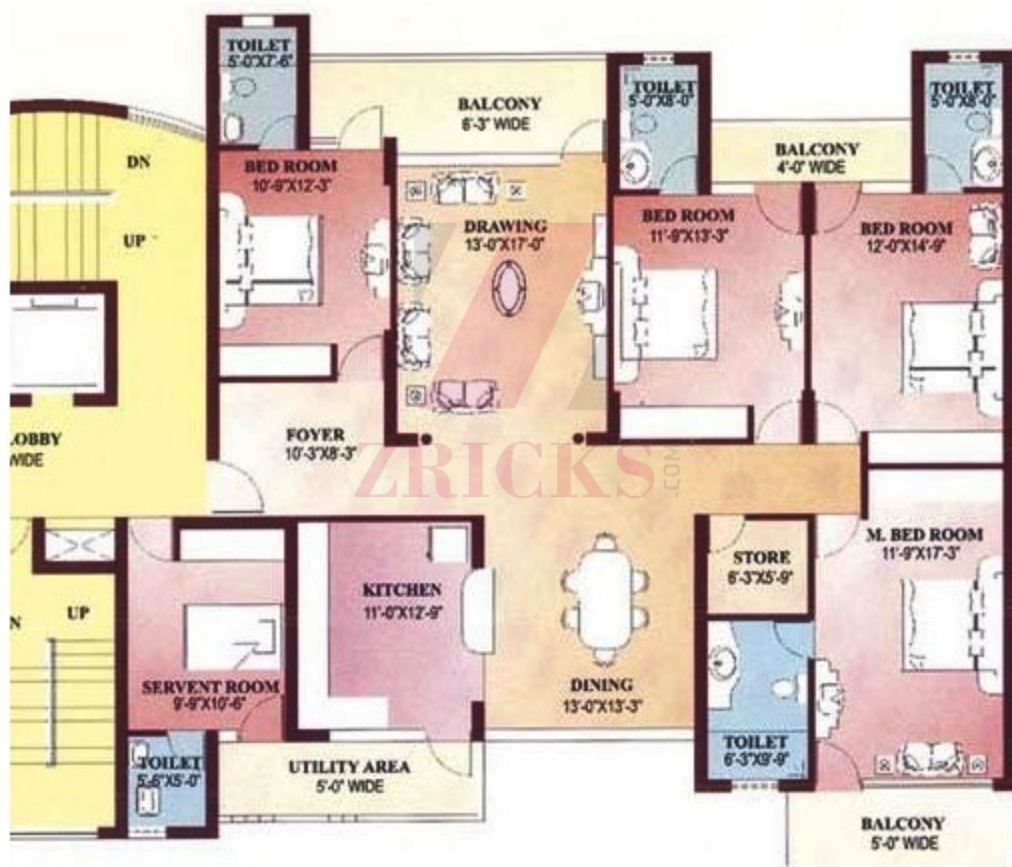 TOILET
5'-0"X7'-6"
BALCONY
6'-3" WIDE
TOILET
5'-0"X8'-0"
TOILET
5'-0"X8'-0"
BALCONY
4'-0" WIDE
DN
UP
BED ROOM
10'-9"X12'-3"
DRAWING
13'-0"X17'-0"
BED ROOM
11'-9"X13'-3"
BED ROOM
12'-0"X14'-9"
LOBBY
WIDE
FOYER
10'-3"X8'-3"
ZRICKS
.COM
N
UP
KITCHEN
11'-0"X12'-9"
STORE
6'-3"X5'-9"
M. BED ROOM
11'-9"X17'-3"
SERVENT ROOM
9'-9"X10'-6"
DINING
13'-0"X13'-3"
TOILET
5'-6"X5'-0"
UTILITY AREA
5'-0" WIDE
TOILET
6'-3"X9'-9"
BALCONY
5'-0" WIDE